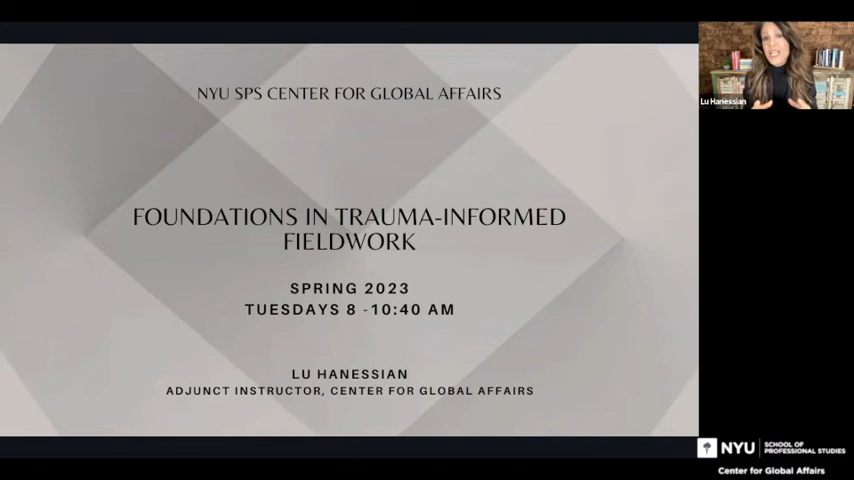 NYU SPS CENTER FOR GLOBAL AFFAIRS
FOUNDATIONS IN TRAUMA-INFORMED
FIELDWORK
SPRING 2023
TUESDAYS 8 -10:40 AM
LU HANESSIAN
ADJUNCT INSTRUCTOR, CENTER FOR GLOBAL AFFAIRS
Lu Hanessian
NYU SCHOOL OF
PROFESSIONAL STUDIES
Center for Global Affairs